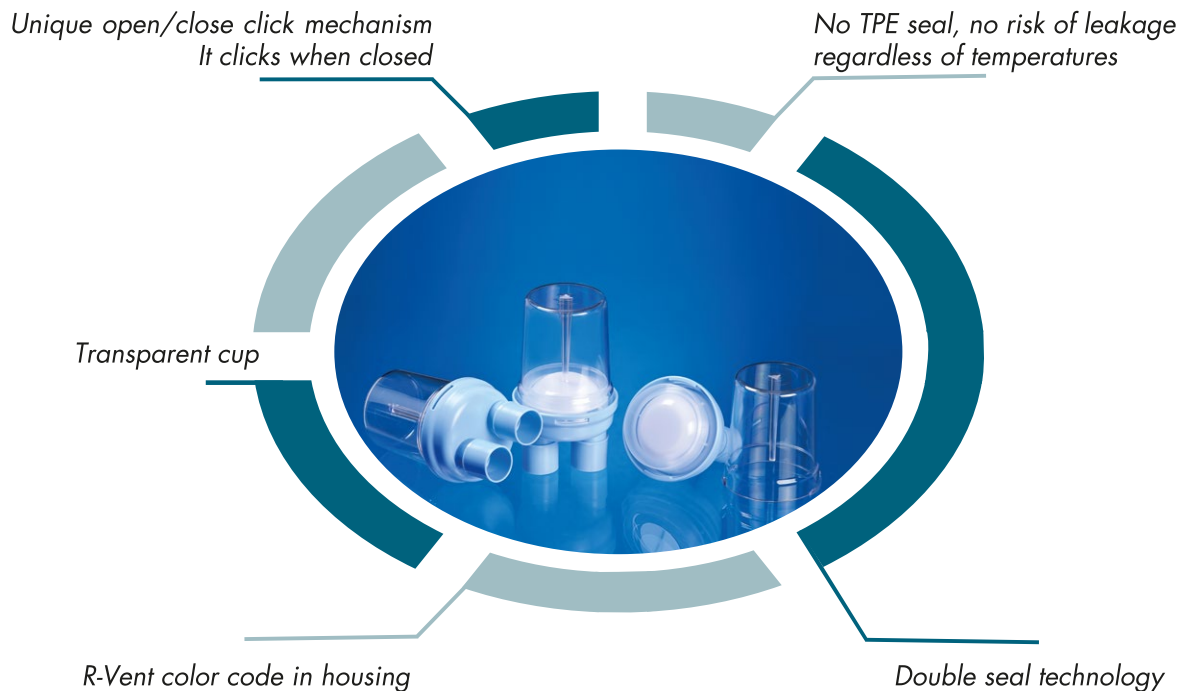 Unique open/close click mechanism
It clicks when closed
No TPE seal, no risk of leakage
regardless of temperatures
Transparent cup
R-Vent color code in housing
Double seal technology